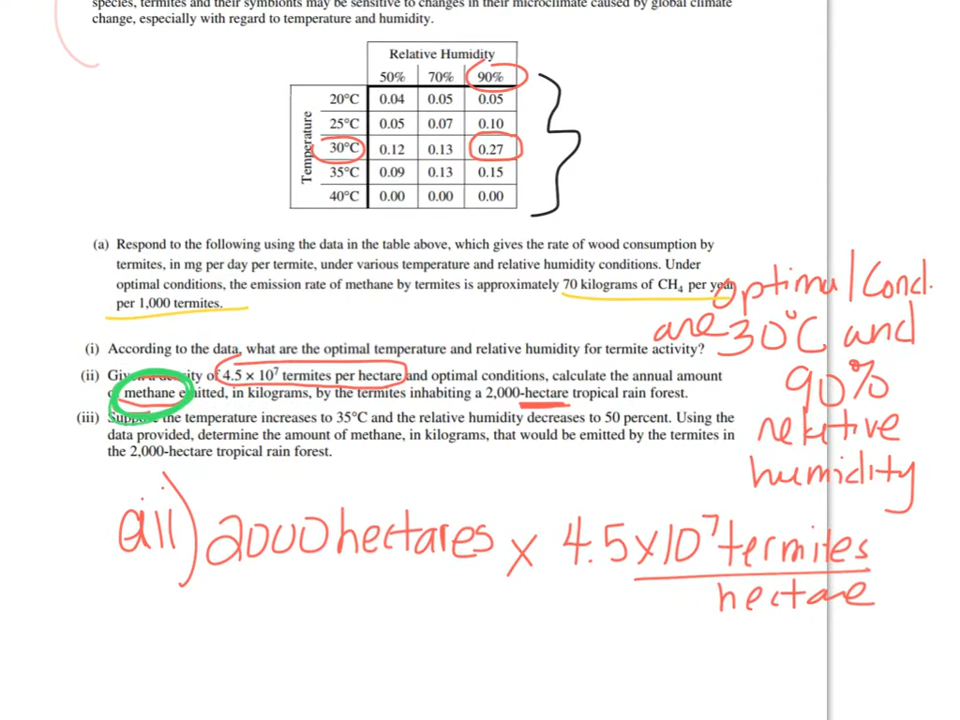 species, termites and their symbionts may be sensitive to changes in their microclimate caused by global climate
change, especially with regard to temperature and humidity.
Relative Humidity
50% 70% 90%
Temperature
20°C 0.04 0.05 0.05
25°C 0.05 0.07 0.10
30°C 0.12 0.13 0.27
35°C 0.09 0.13 0.15
40°C 0.00 0.00 0.00
(a) Respond to the following using the data in the table above, which gives the rate of wood consumption by
termites, in mg per day per termite, under various temperature and relative humidity conditions. Under
optimal conditions, the emission rate of methane by termites is approximately 70 kilograms of CH₄ per year
per 1,000 termites.
(i) According to the data, what are the optimal temperature and relative humidity for termite activity?
(ii) Given a density of 4.5 × 10⁷ termites per hectare and optimal conditions, calculate the annual amount
of methane emitted, in kilograms, by the termites inhabiting a 2,000-hectare tropical rain forest.
(iii) Suppose the temperature increases to 35°C and the relative humidity decreases to 50 percent. Using the
data provided, determine the amount of methane, in kilograms, that would be emitted by the termites in
the 2,000-hectare tropical rain forest.
optimal Cond.
are 30°C and
90%
relative
humidity
aii) 2000 hectares x 4.5x10⁷ termites
hectare